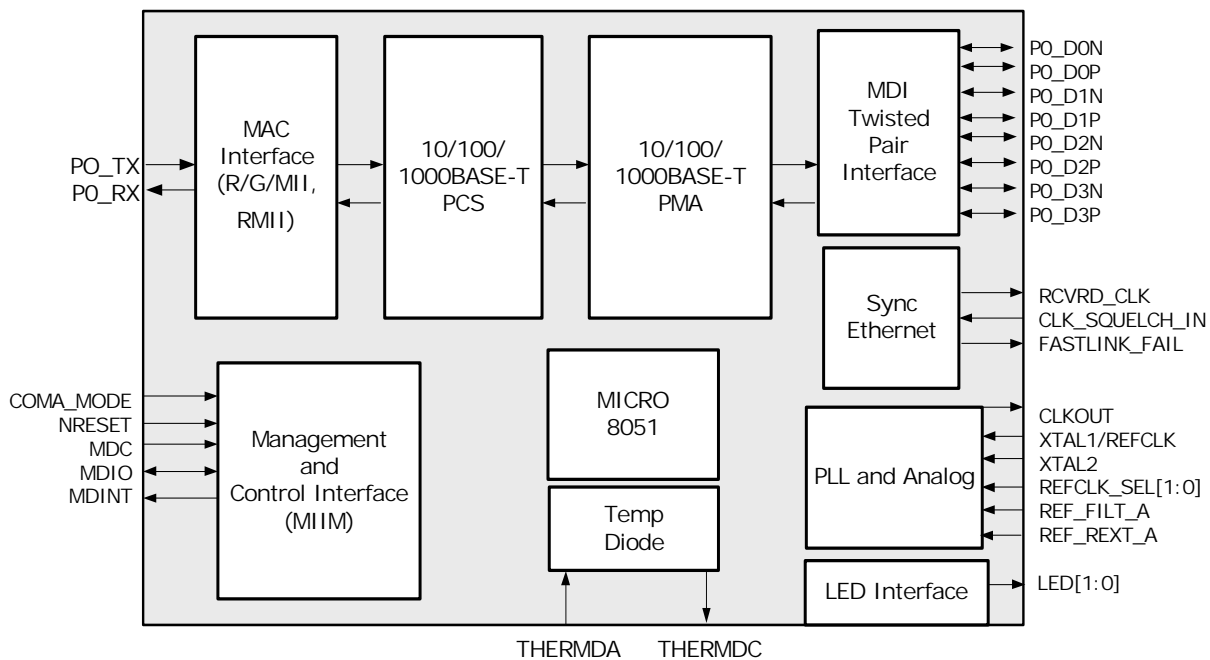 MAC
Interface
(R/G/MII,
RMII)
10/100/
1000BASE-T
PCS
10/100/
1000BASE-T
PMA
MDI
Twisted
Pair
Interface
P0_D0N
P0_D0P
P0_D1N
P0_D1P
P0_D2N
P0_D2P
P0_D3N
P0_D3P
PO_TX
P0_RX
Sync
Ethernet
RCVRD_CLK
CLK_SQUELCH_IN
FASTLINK_FAIL
COMA_MODE
NRESET
MDC
MDIO
MDINT
Management
and
Control Interface
(MIIM)
MICRO
8051
Temp
Diode
PLL and Analog
CLKOUT
XTAL1/REFCLK
XTAL2
REFCLK_SEL[1:0]
REF_FILT_A
REF_REXT_A
LED Interface
LED[1:0]
THERMDA
THERMDC